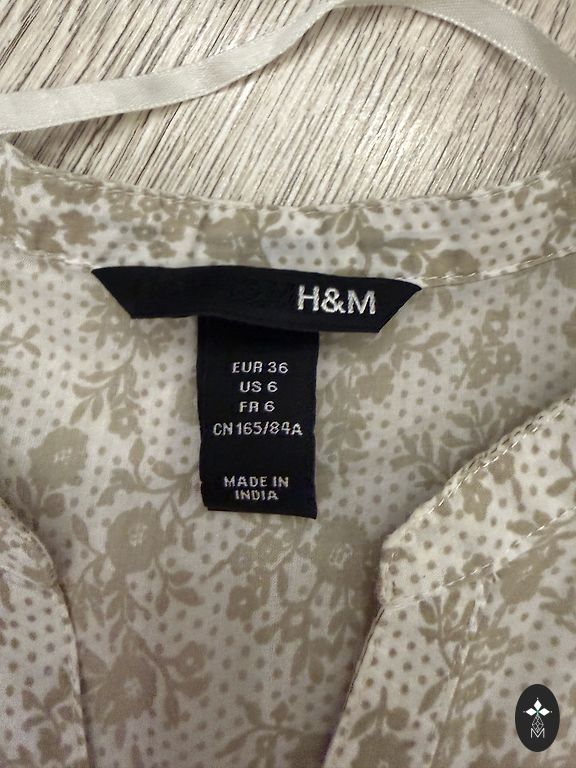 H&M
EUR 36
US 6
FR 6
CN 165/84A
MADE IN
INDIA
M